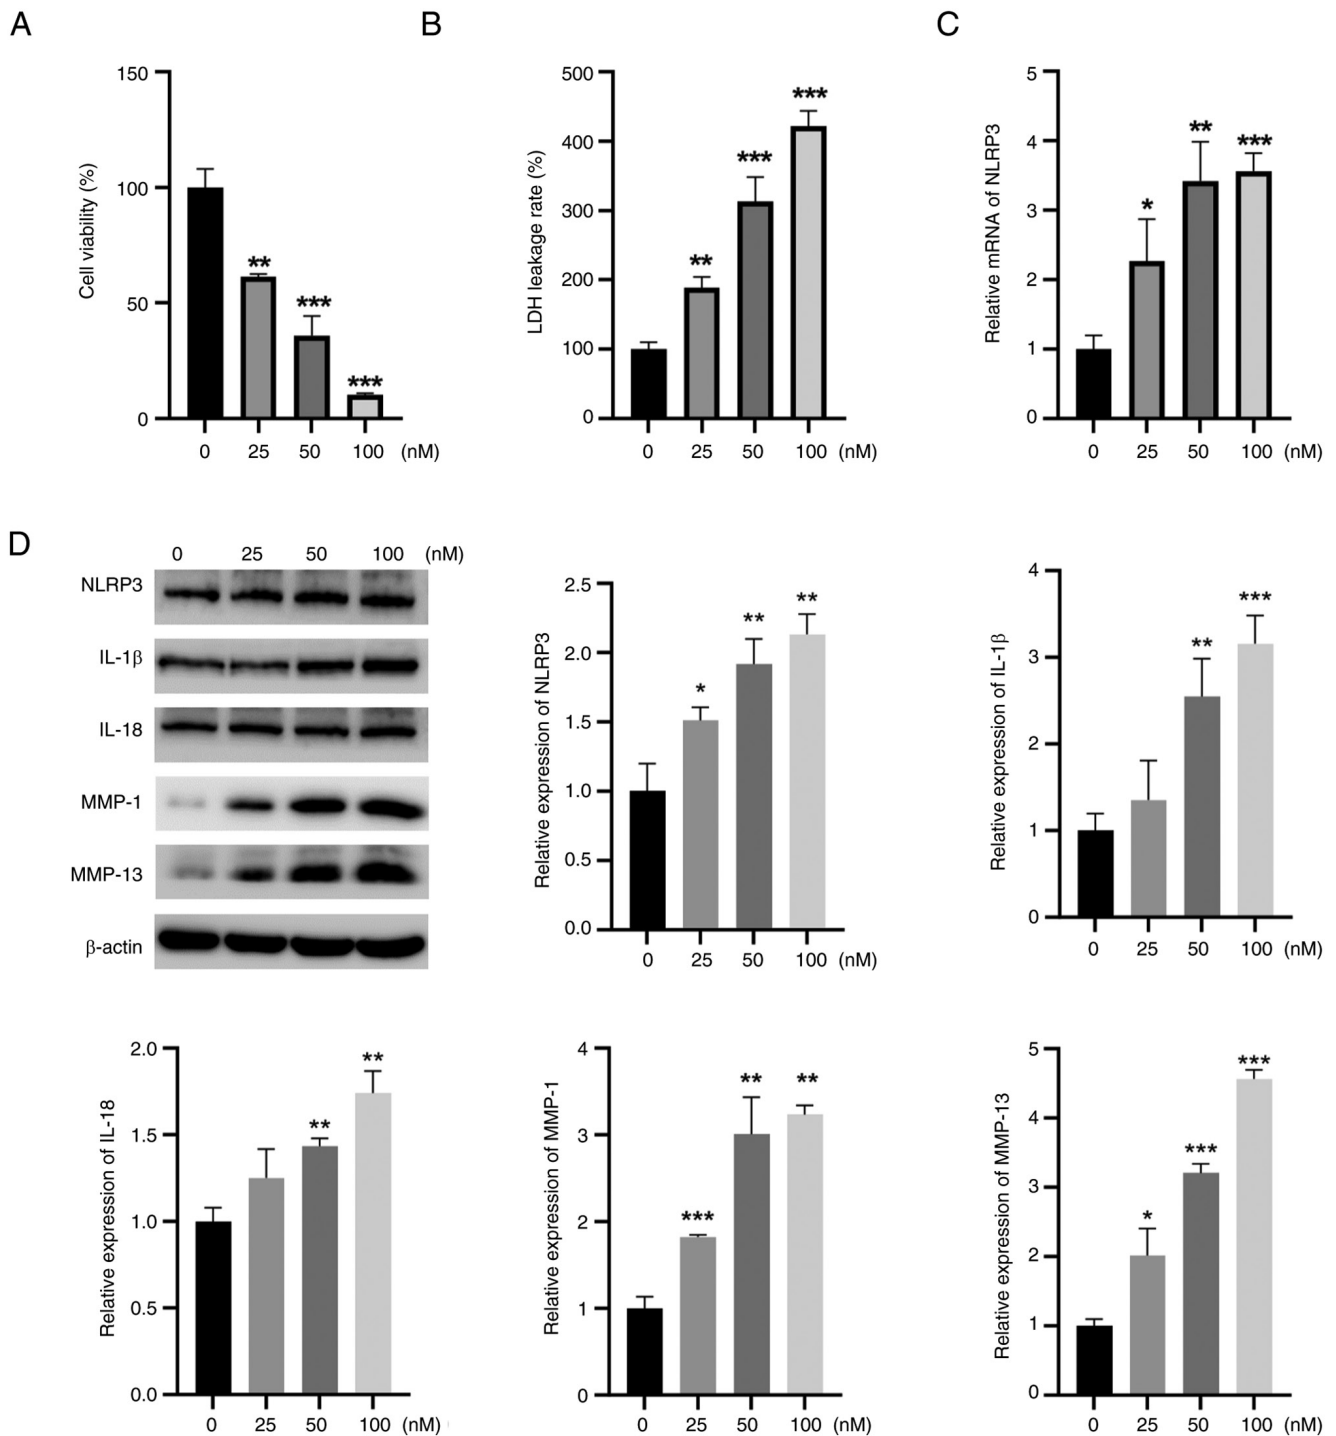 A
B
C
150
100
50
0
Cell viability (%)
**
***
***
0 25 50 100 (nM)
500
400
300
200
100
0
LDH leakage rate (%)
**
***
***
0 25 50 100 (nM)
5
4
3
2
1
0
Relative mRNA of NLRP3
*
**
***
0 25 50 100 (nM)
D
0 25 50 100 (nM)
NLRP3
IL-1β
IL-18
MMP-1
MMP-13
β-actin
2.5
2.0
1.5
1.0
0.5
0.0
Relative expression of NLRP3
*
**
**
0 25 50 100 (nM)
4
3
2
1
0
Relative expression of IL-1β
**
***
0 25 50 100 (nM)
2.0
1.5
1.0
0.5
0.0
Relative expression of IL-18
**
**
0 25 50 100 (nM)
4
3
2
1
0
Relative expression of MMP-1
***
**
**
0 25 50 100 (nM)
5
4
3
2
1
0
Relative expression of MMP-13
*
***
***
0 25 50 100 (nM)